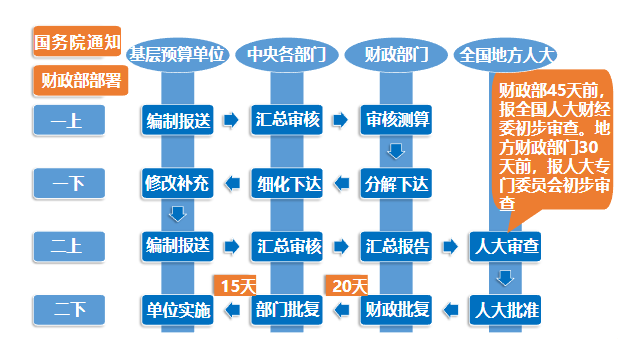 国务院通知
财政部部署
基层预算单位
中央各部门
财政部门
全国地方人大
财政部45天前，
报全国人大财经
委初步审查。地
方财政部门30
天前，报人大专
门委员会初步审
查
一上
编制报送
汇总审核
审核测算
一下
修改补充
细化下达
分解下达
二上
编制报送
汇总审核
汇总报告
人大审查
15天
20天
二下
单位实施
部门批复
财政批复
人大批准